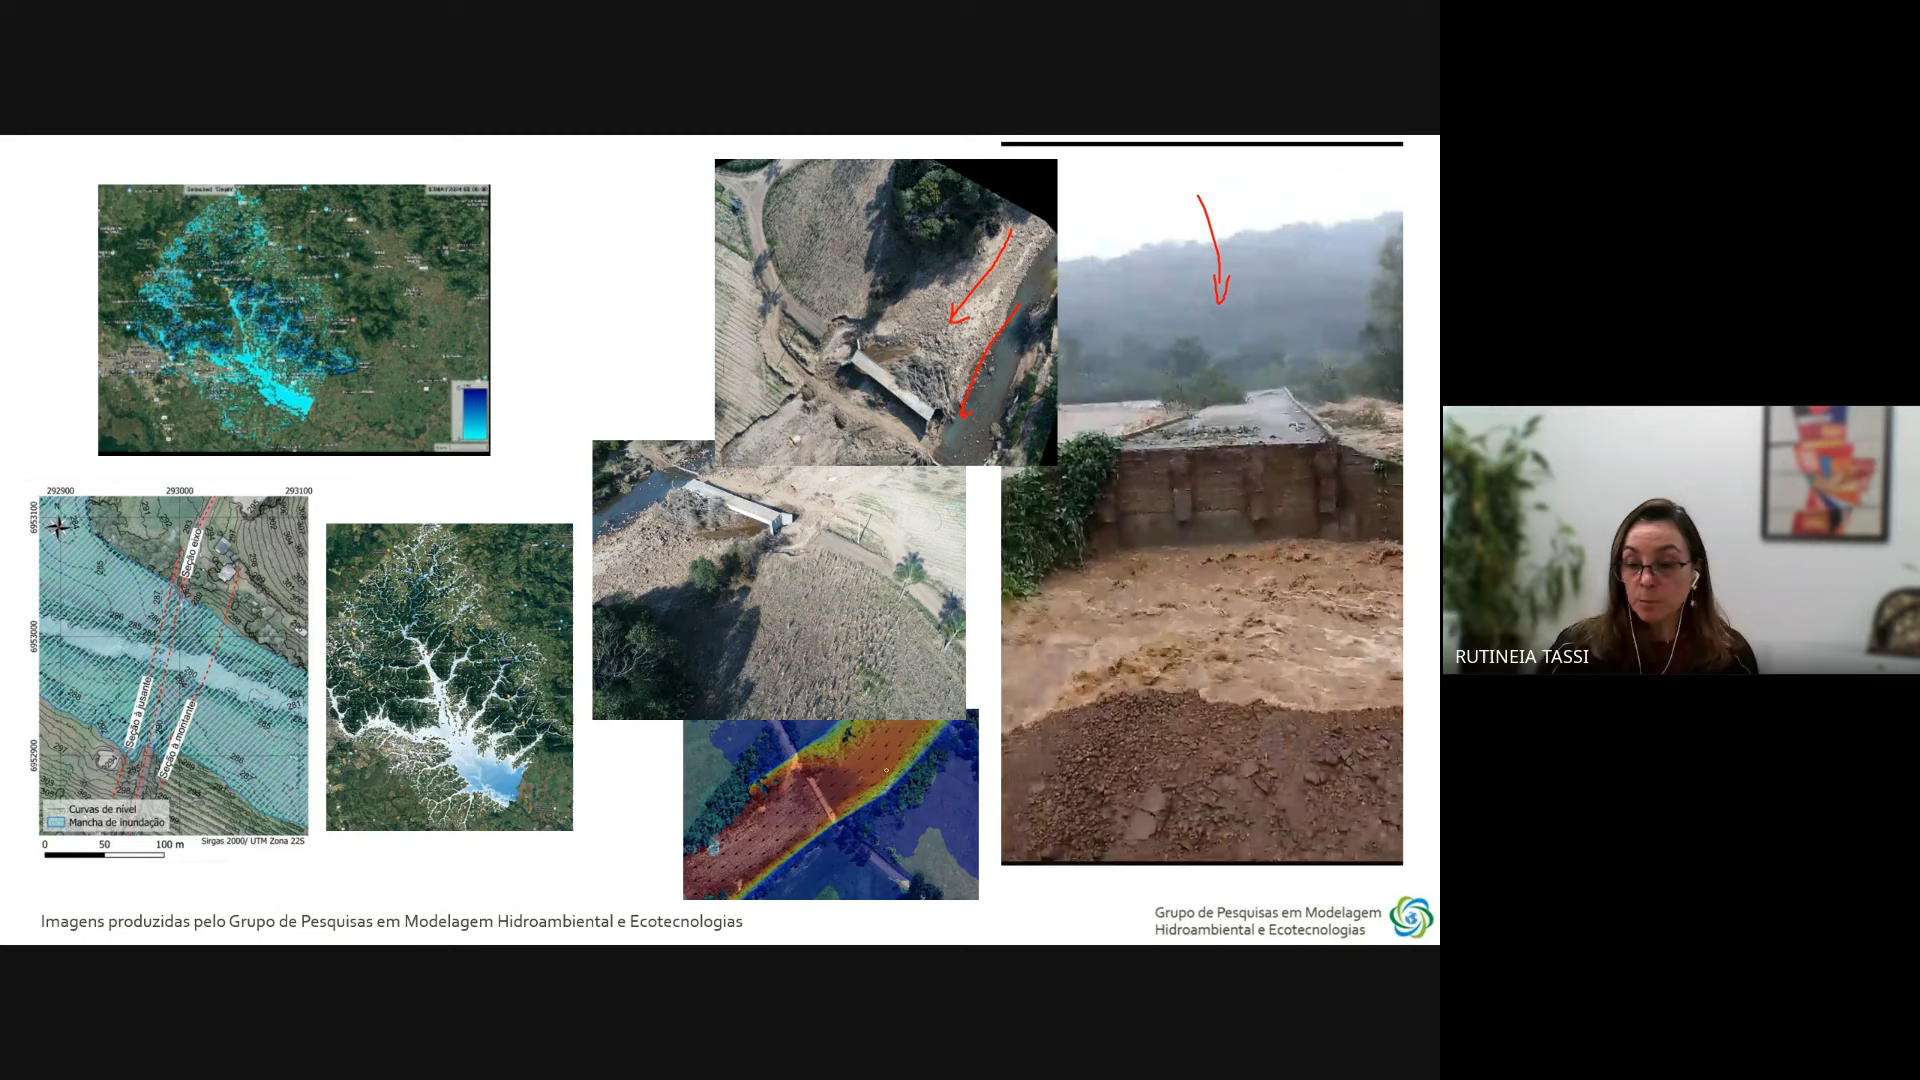 292900
293000
293100
6953100
6953000
6952900
Seção eixo
Seção à jusante
Seção à montante
Curvas de nível
Mancha de inundação
0
50
100 m
Sirgas 2000/ UTM Zona 22S
Imagens produzidas pelo Grupo de Pesquisas em Modelagem Hidroambiental e Ecotecnologias
Grupo de Pesquisas em Modelagem
Hidroambiental e Ecotecnologias
RUTINEIA TASSI